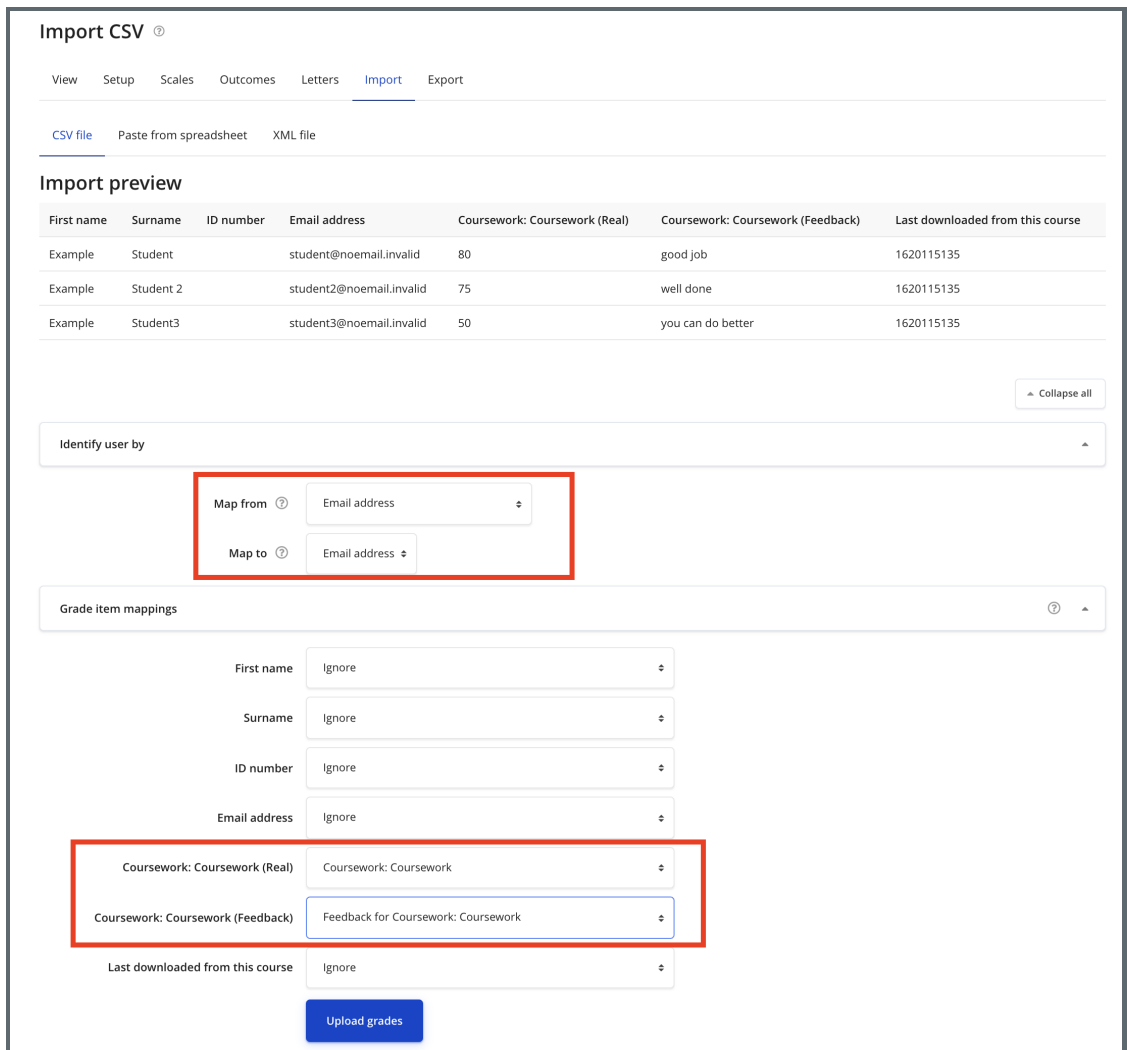 Import CSV
View Setup Scales Outcomes Letters Import Export
CSV file Paste from spreadsheet XML file
Import preview
First name Surname ID number Email address Coursework: Coursework (Real) Coursework: Coursework (Feedback) Last downloaded from this course
Example Student student@noemail.invalid 80 good job 1620115135
Example Student 2 student2@noemail.invalid 75 well done 1620115135
Example Student3 student3@noemail.invalid 50 you can do better 1620115135
Collapse all
Identify user by
Map from ? Email address
Map to ? Email address
Grade item mappings ?
First name Ignore
Surname Ignore
ID number Ignore
Email address Ignore
Coursework: Coursework (Real) Coursework: Coursework
Coursework: Coursework (Feedback) Feedback for Coursework: Coursework
Last downloaded from this course Ignore
Upload grades